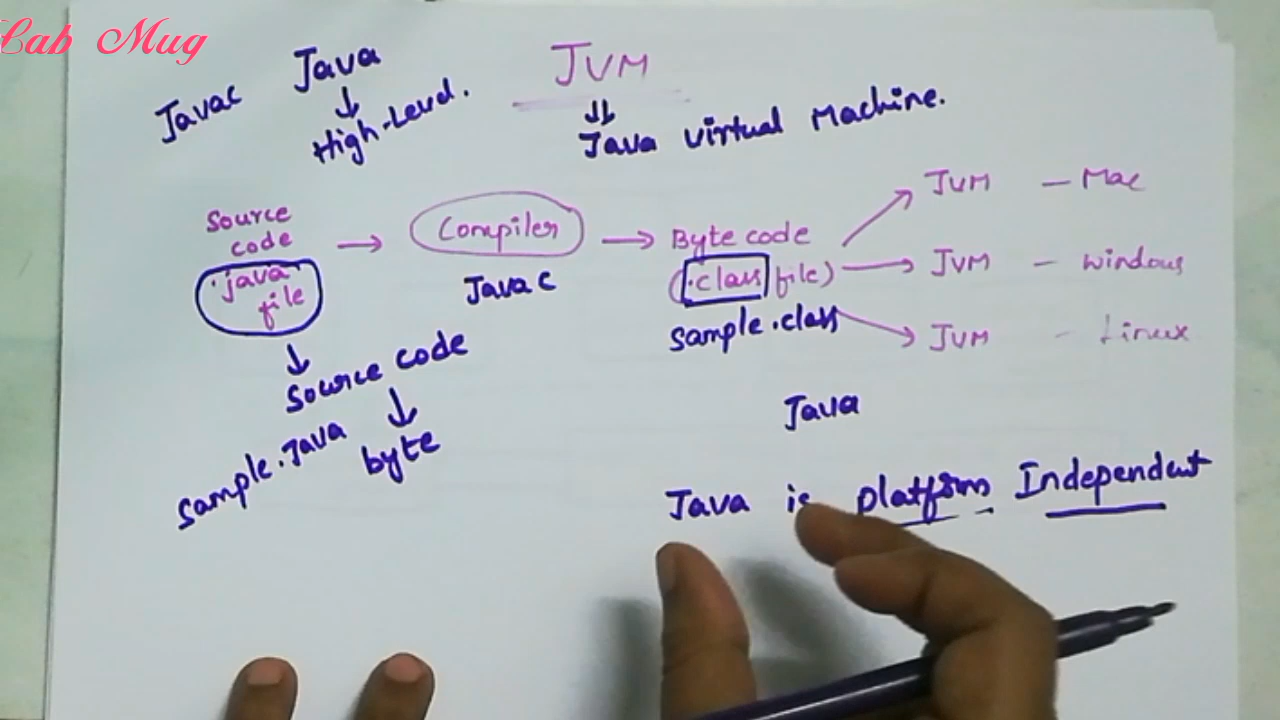 Lab Mug
Javac Java
↓
High-Level.
JVM
⇓
Java virtual Machine.
Source code
(.java file)
→ Compiler →
Javac
Byte code
(.class file)
sample.class
JVM – Mac
JVM – windows
JVM – Linux
↓
Source code
↓
sample.Java
byte
Java
Java is platform Independent